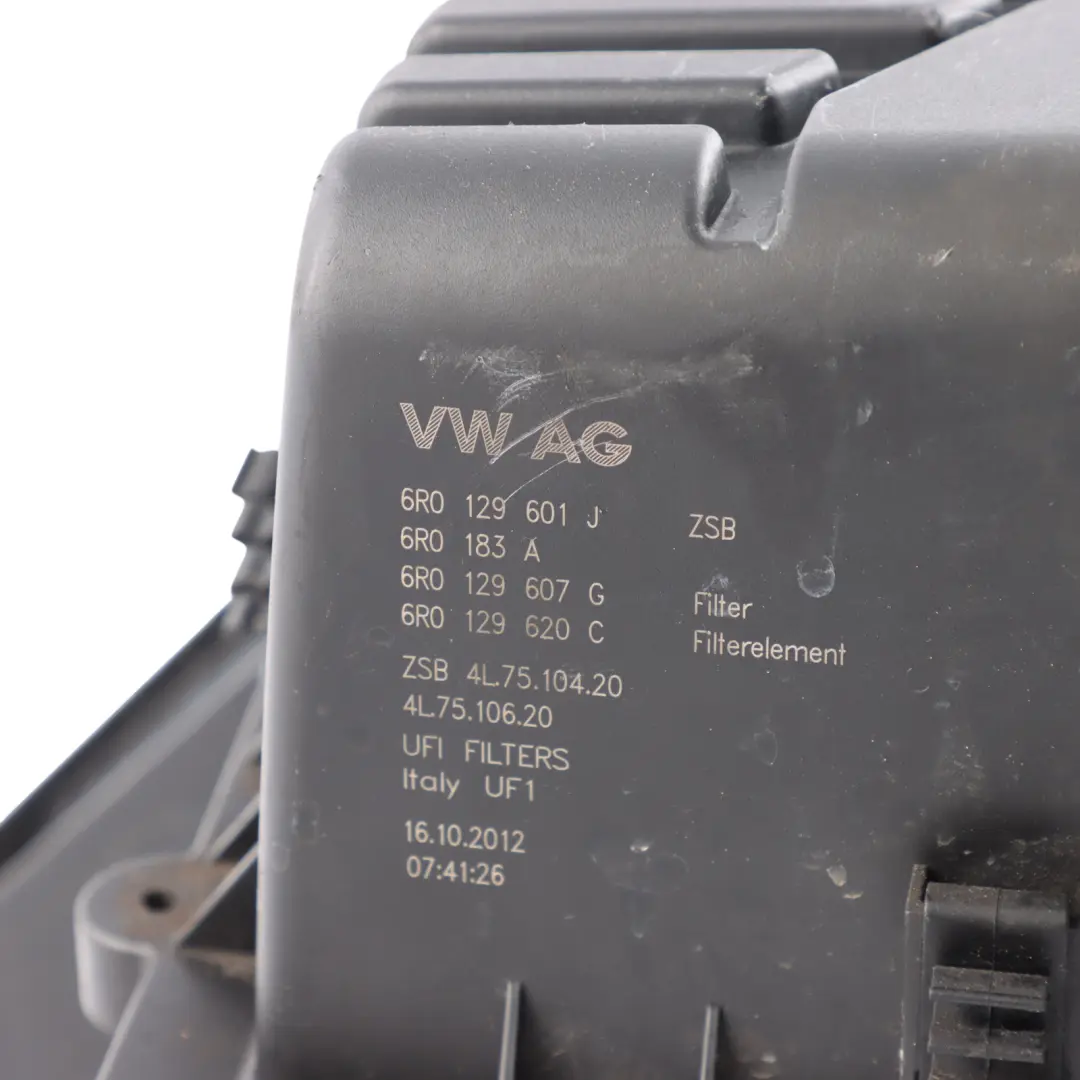 VW AG
6R0 129 601 J ZSB
6R0 183 A
6R0 129 607 G Filter
6R0 129 620 C Filterelement
ZSB 4L.75.104.20
4L.75.106.20
UFI FILTERS
Italy UF1
16.10.2012
07:41:26